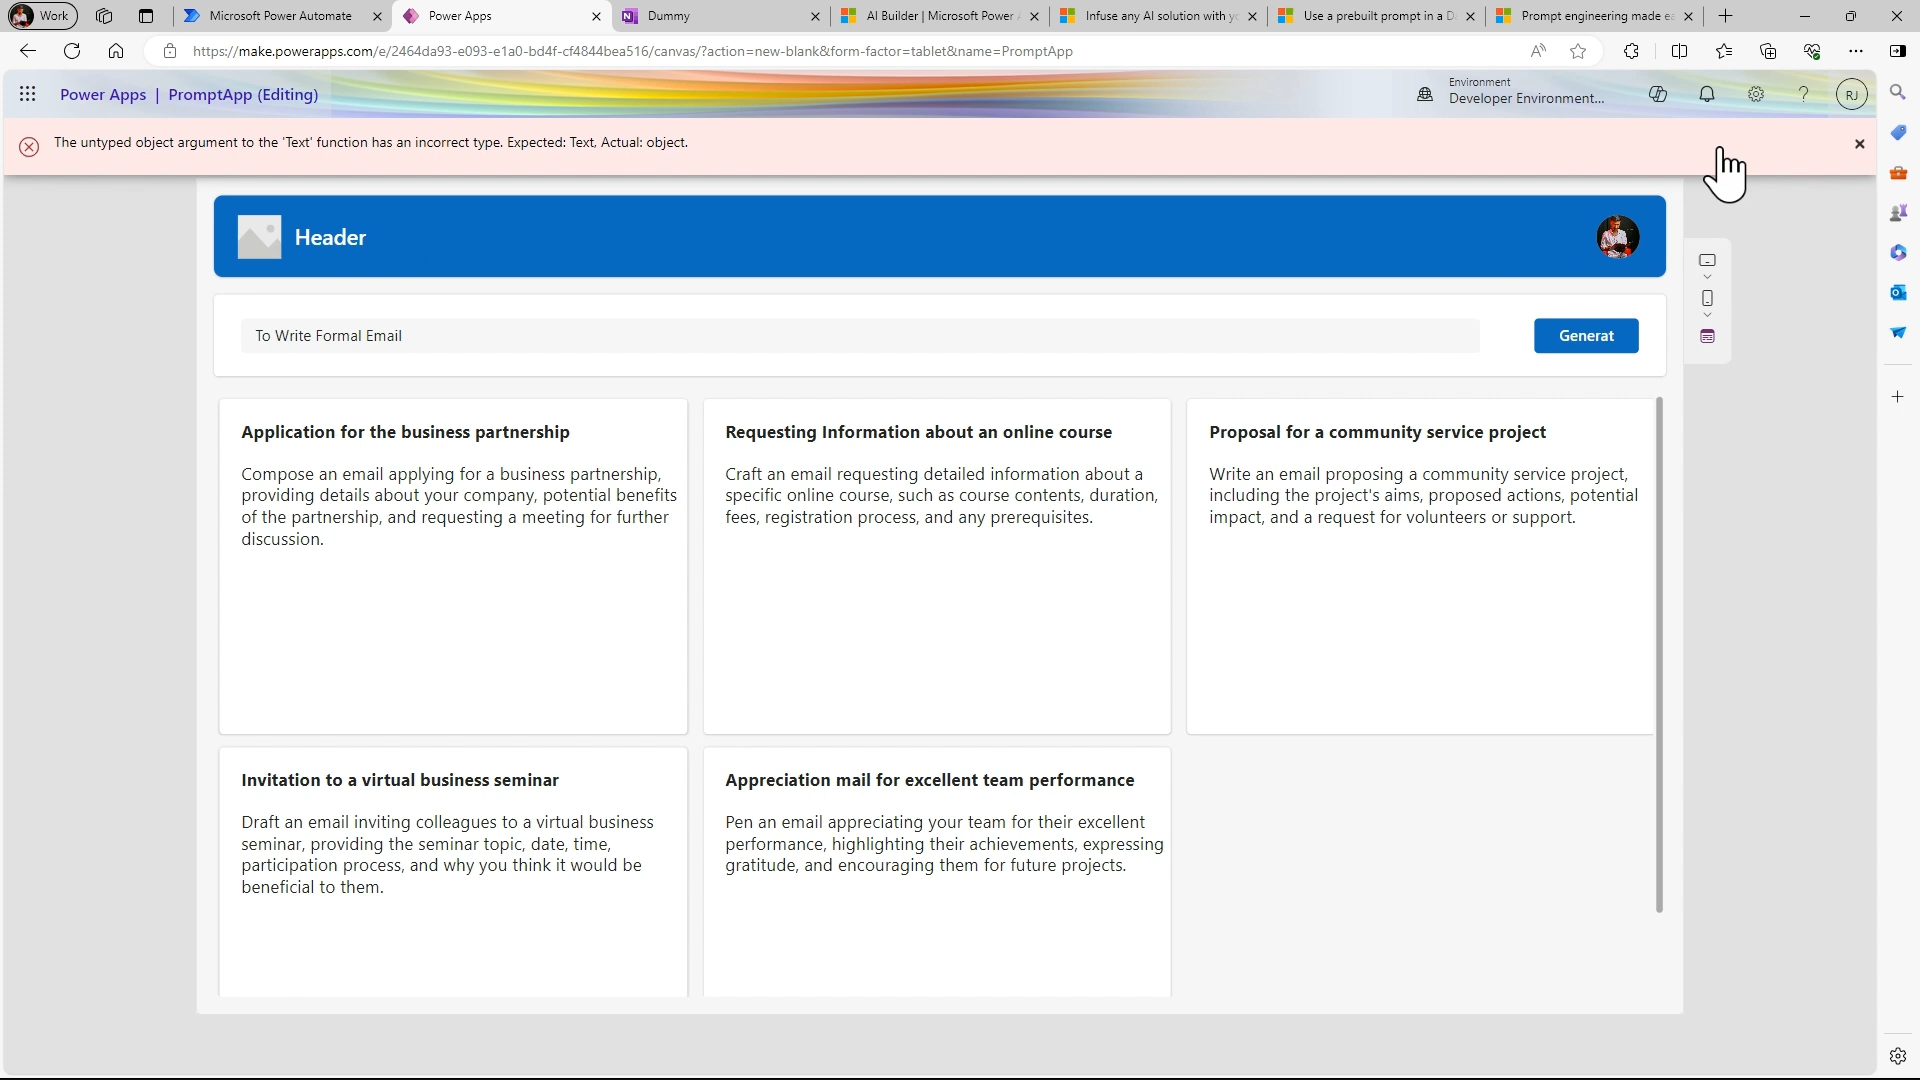 Work
Microsoft Power Automate
Power Apps
Dummy
AI Builder | Microsoft Power
Infuse any AI solution with yo
Use a prebuilt prompt in a D
Prompt engineering made ea
https://make.powerapps.com/e/2464da93-e093-e1a0-bd4f-cf4844bea516/canvas/?action=new-blank&form-factor=tablet&name=PromptApp
Power Apps | PromptApp (Editing)
Environment
Developer Environment...
RJ
The untyped object argument to the 'Text' function has an incorrect type. Expected: Text, Actual: object.
Header
To Write Formal Email
Generat
Application for the business partnership
Compose an email applying for a business partnership,
providing details about your company, potential benefits
of the partnership, and requesting a meeting for further
discussion.
Requesting Information about an online course
Craft an email requesting detailed information about a
specific online course, such as course contents, duration,
fees, registration process, and any prerequisites.
Proposal for a community service project
Write an email proposing a community service project,
including the project's aims, proposed actions, potential
impact, and a request for volunteers or support.
Invitation to a virtual business seminar
Draft an email inviting colleagues to a virtual business
seminar, providing the seminar topic, date, time,
participation process, and why you think it would be
beneficial to them.
Appreciation mail for excellent team performance
Pen an email appreciating your team for their excellent
performance, highlighting their achievements, expressing
gratitude, and encouraging them for future projects.